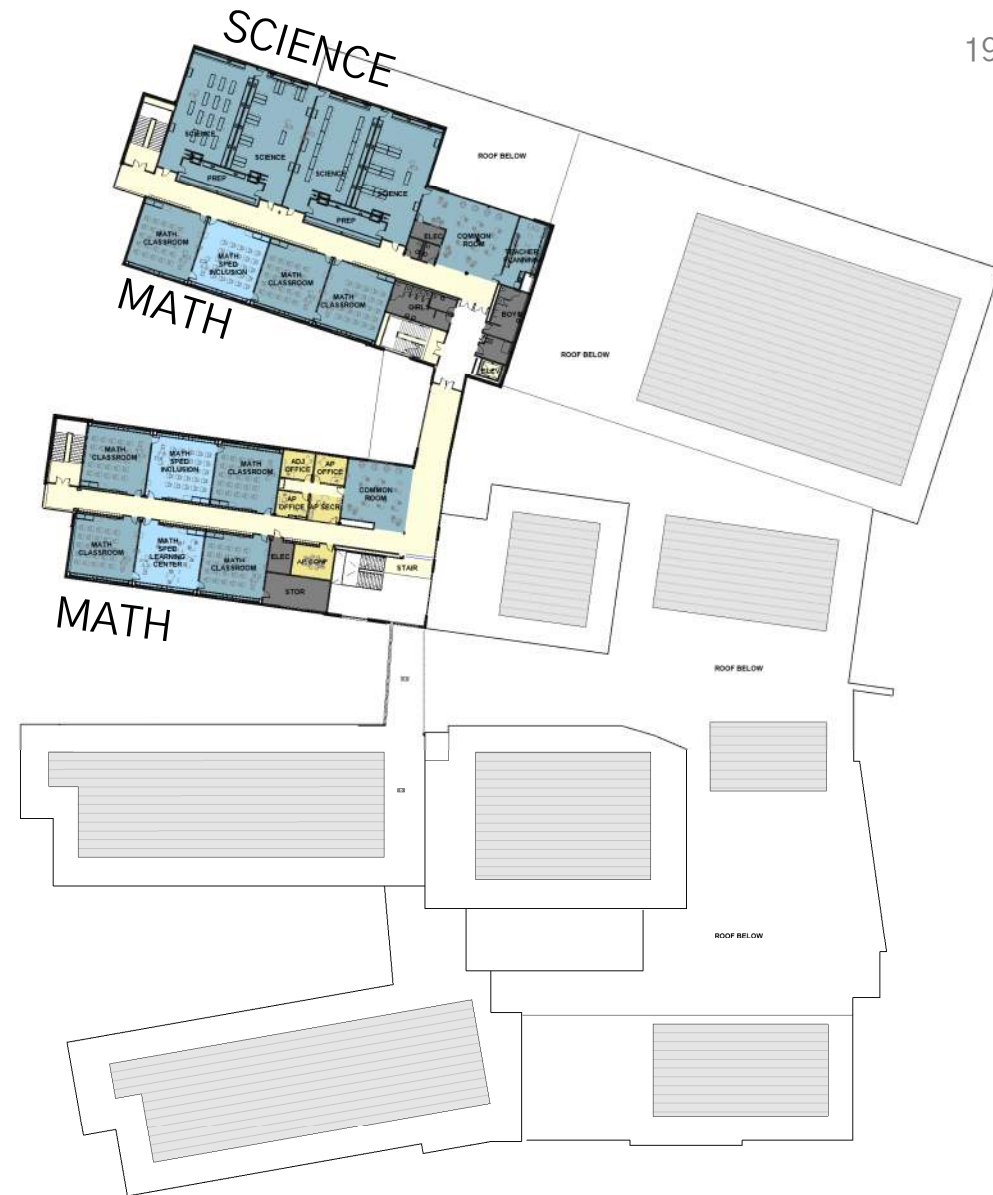 SCIENCE
19
ROOF BELOW
SCIENCE
SCIENCE
SCIENCE
SCIENCE
PREP
PREP
ELEC
COMMON
ROOM
TEACHER
PLANNING
MATH
CLASSROOM
MATH
SPED
INCLUSION
MATH
CLASSROOM
MATH
CLASSROOM
GIRLS
BOYS
ELEV
MATH
ROOF BELOW
MATH
CLASSROOM
MATH
SPED
INCLUSION
MATH
CLASSROOM
ADJ
OFFICE
AP
OFFICE
AP
OFFICE
AP SECR
COMMON
ROOM
MATH
CLASSROOM
MATH
SPED
LEARNING
CENTER
MATH
CLASSROOM
ELEC
AP CONF
STAIR
STOR
MATH
ROOF BELOW
ROOF BELOW